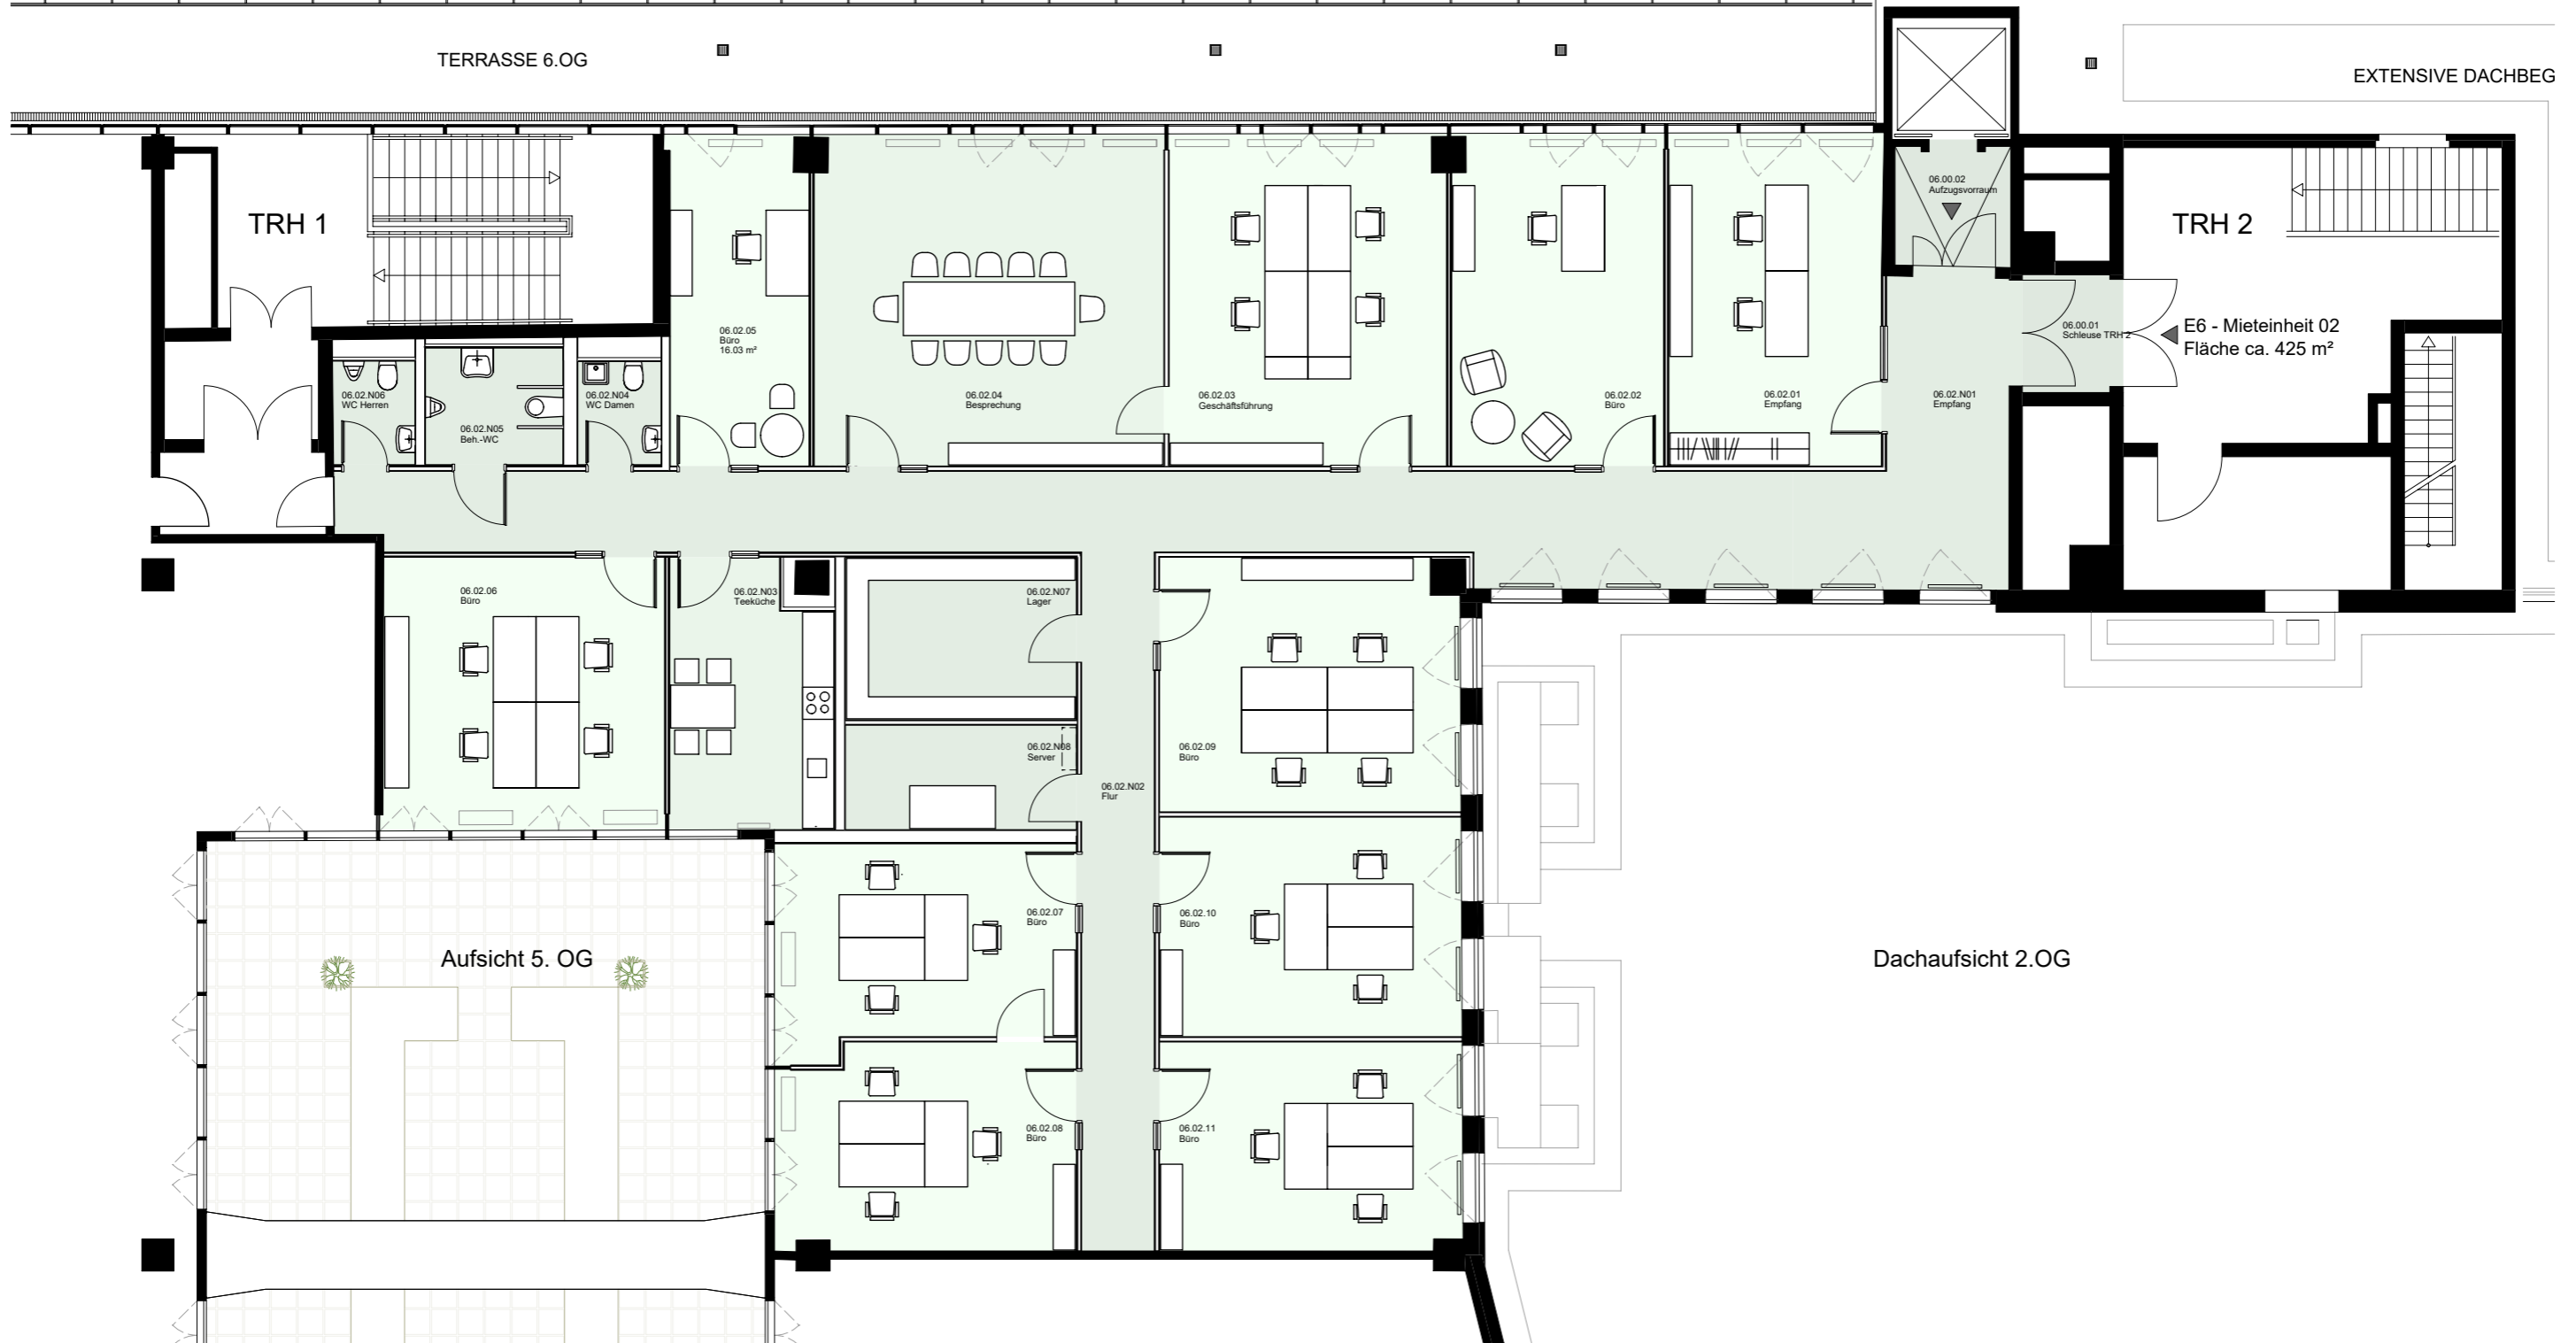 TERRASSE 6.OG
EXTENSIVE DACHBEG
TRH 1
06.00.02
Aufzugsvorraum
TRH 2
06.02.05
Büro
16.03 m²
E6 - Mieteinheit 02
Fläche ca. 425 m²
06.00.01
Schleuse TRH 2
06.02.N06
WC Herren
06.02.N05
Beh.-WC
06.02.N04
WC Damen
06.02.04
Besprechung
06.02.03
Geschäftsführung
06.02.02
Büro
06.02.01
Empfang
06.02.N01
Empfang
06.02.06
Büro
06.02.N03
Teeküche
06.02.N07
Lager
06.02.N08
Server
06.02.09
Büro
06.02.N02
Flur
06.02.07
Büro
06.02.10
Büro
Aufsicht 5. OG
Dachaufsicht 2.OG
06.02.08
Büro
06.02.11
Büro